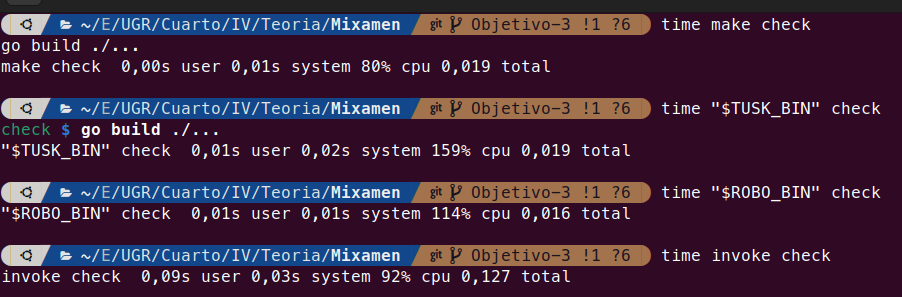 ~/E/UGR/Cuarto/IV/Teoria/Mixamen git Objetivo-3 !1 ?6 time make check
go build ./...
make check 0,00s user 0,01s system 80% cpu 0,019 total
~/E/UGR/Cuarto/IV/Teoria/Mixamen git Objetivo-3 !1 ?6 time "$TUSK_BIN" check
check $ go build ./...
"$TUSK_BIN" check 0,01s user 0,02s system 159% cpu 0,019 total
~/E/UGR/Cuarto/IV/Teoria/Mixamen git Objetivo-3 !1 ?6 time "$ROBO_BIN" check
"$ROBO_BIN" check 0,01s user 0,01s system 114% cpu 0,016 total
~/E/UGR/Cuarto/IV/Teoria/Mixamen git Objetivo-3 !1 ?6 time invoke check
invoke check 0,09s user 0,03s system 92% cpu 0,127 total